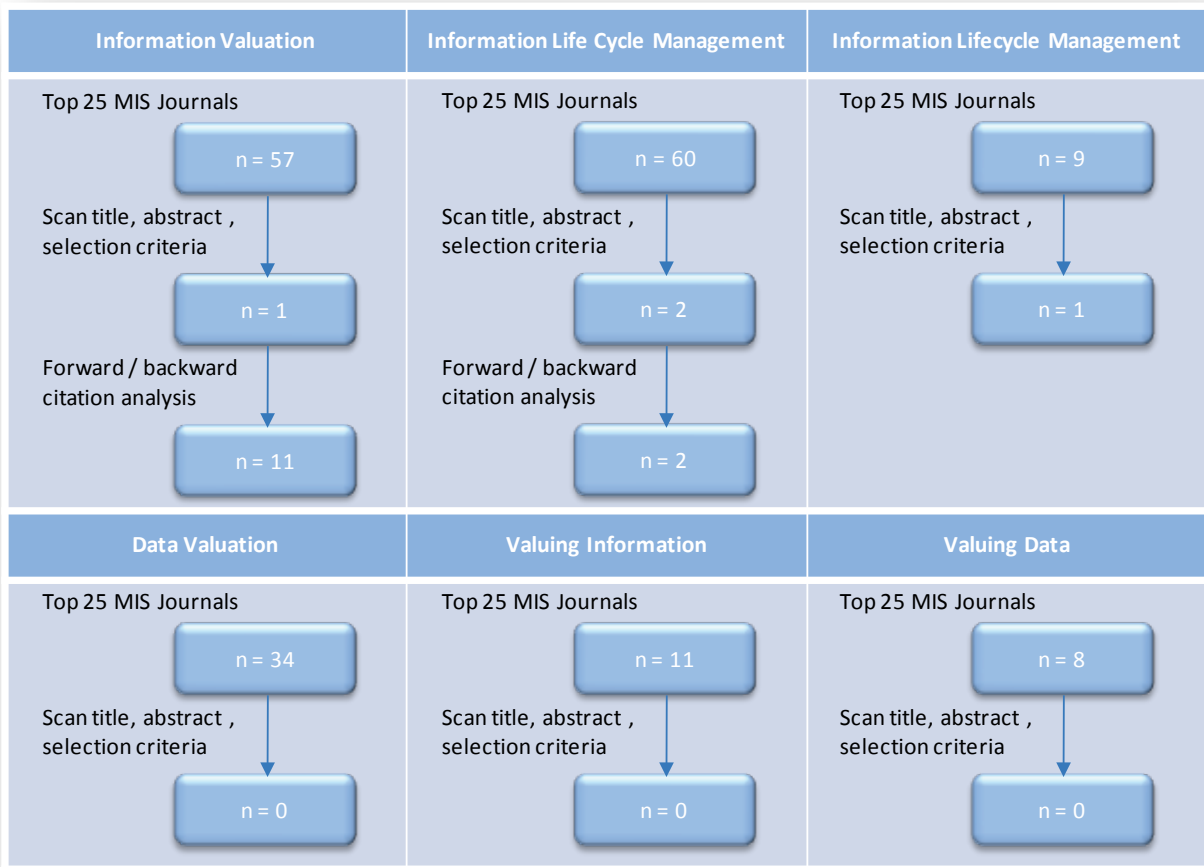 Information Valuation
Information Life Cycle Management
Information Lifecycle Management
Top 25 MIS Journals
n = 57
Scan title, abstract ,
selection criteria
n = 1
Forward / backward
citation analysis
n = 11
Top 25 MIS Journals
n = 60
Scan title, abstract ,
selection criteria
n = 2
Forward / backward
citation analysis
n = 2
Top 25 MIS Journals
n = 9
Scan title, abstract ,
selection criteria
n = 1
Data Valuation
Valuing Information
Valuing Data
Top 25 MIS Journals
n = 34
Scan title, abstract ,
selection criteria
n = 0
Top 25 MIS Journals
n = 11
Scan title, abstract ,
selection criteria
n = 0
Top 25 MIS Journals
n = 8
Scan title, abstract ,
selection criteria
n = 0